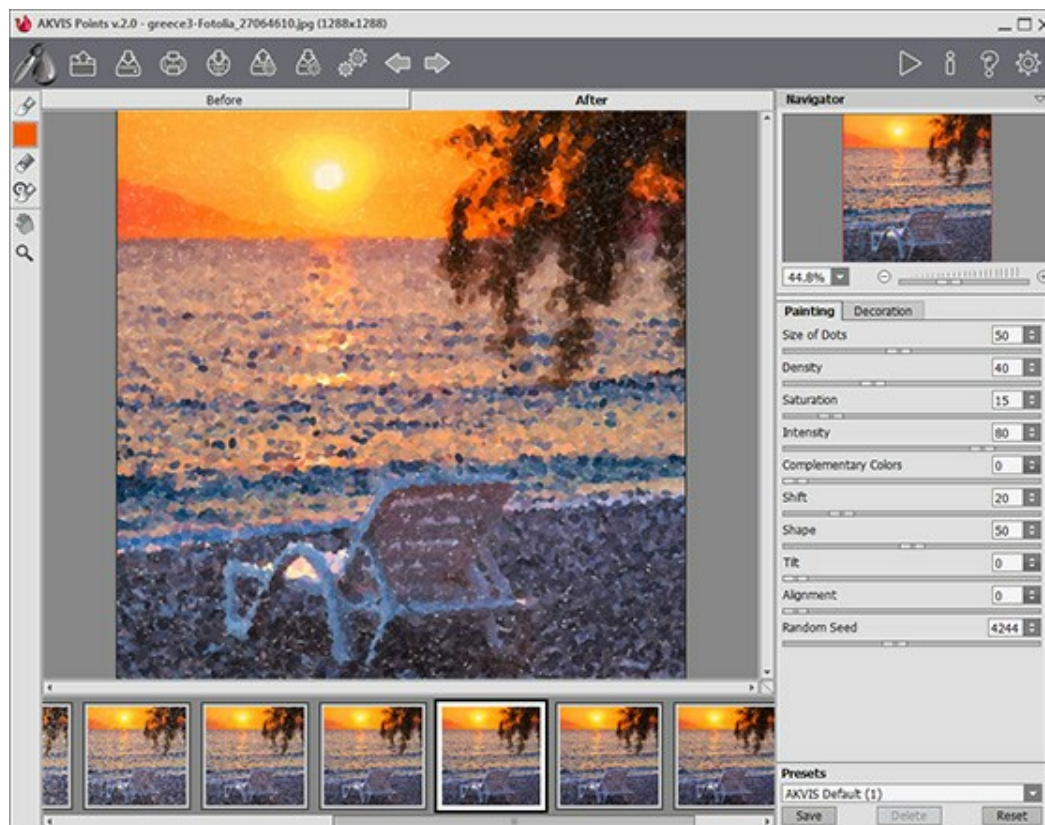 AKVIS Points v.2.0 - greece3-Fotolia_27064610.jpg (1288x1288)
Before
After
Navigator
44.8%
Painting
Decoration
Size of Dots
50
Density
40
Saturation
15
Intensity
80
Complementary Colors
0
Shift
20
Shape
50
Tilt
0
Alignment
0
Random Seed
4244
Presets
AKVIS Default (1)
Save
Delete
Reset